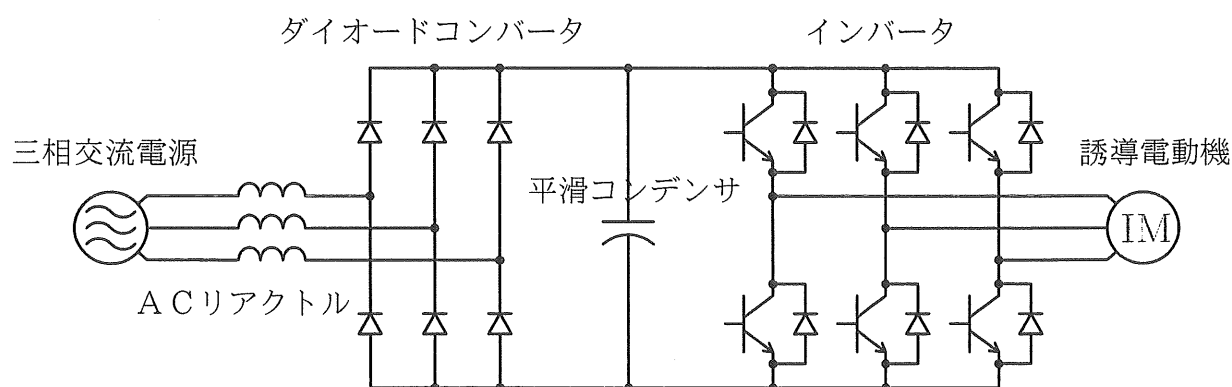 ダイオードコンバータ
インバータ
三相交流電源
誘導電動機
平滑コンデンサ
IM
ACリアクトル